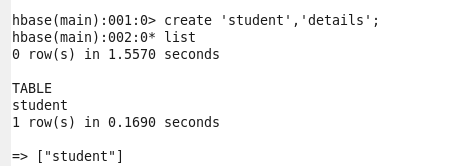 hbase(main):001:0> create 'student','details';
hbase(main):002:0* list
0 row(s) in 1.5570 seconds
TABLE
student
1 row(s) in 0.1690 seconds
=> ["student"]